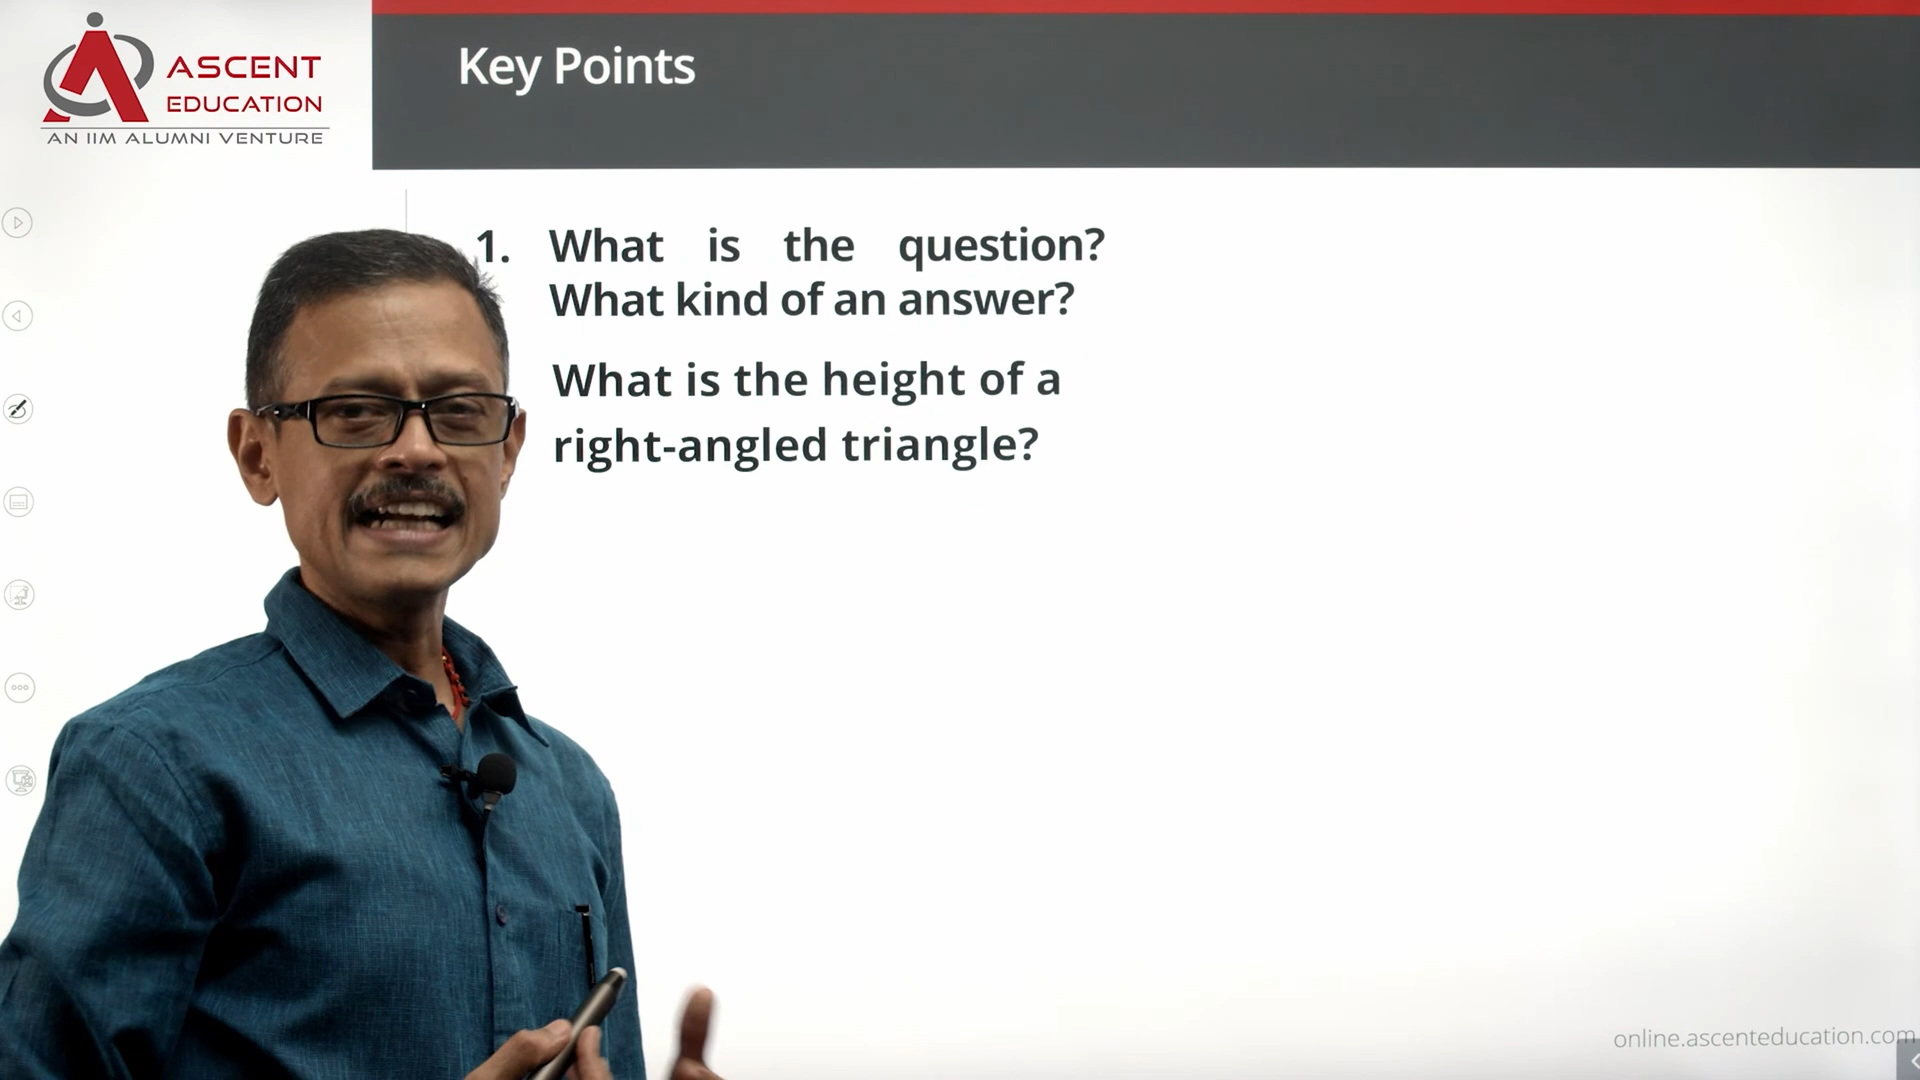 ASCENT
EDUCATION
AN IIM ALUMNI VENTURE
Key Points
1. What is the question?
What kind of an answer?
What is the height of a
right-angled triangle?
online.ascenteducation.com